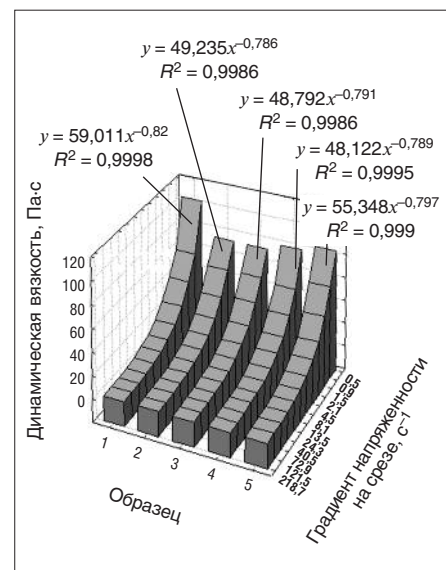 y = 49,235x^–0,786
R² = 0,9986
y = 48,792x^–0,791
R² = 0,9986
y = 59,011x^–0,82
R² = 0,9998
y = 48,122x^–0,789
R² = 0,9995
y = 55,348x^–0,797
R² = 0,999
Динамическая вязкость, Па·с
120
100
80
60
40
20
0
1 2 3 4 5
Образец
Градиент напряженности
на срезе, с⁻¹
218,7